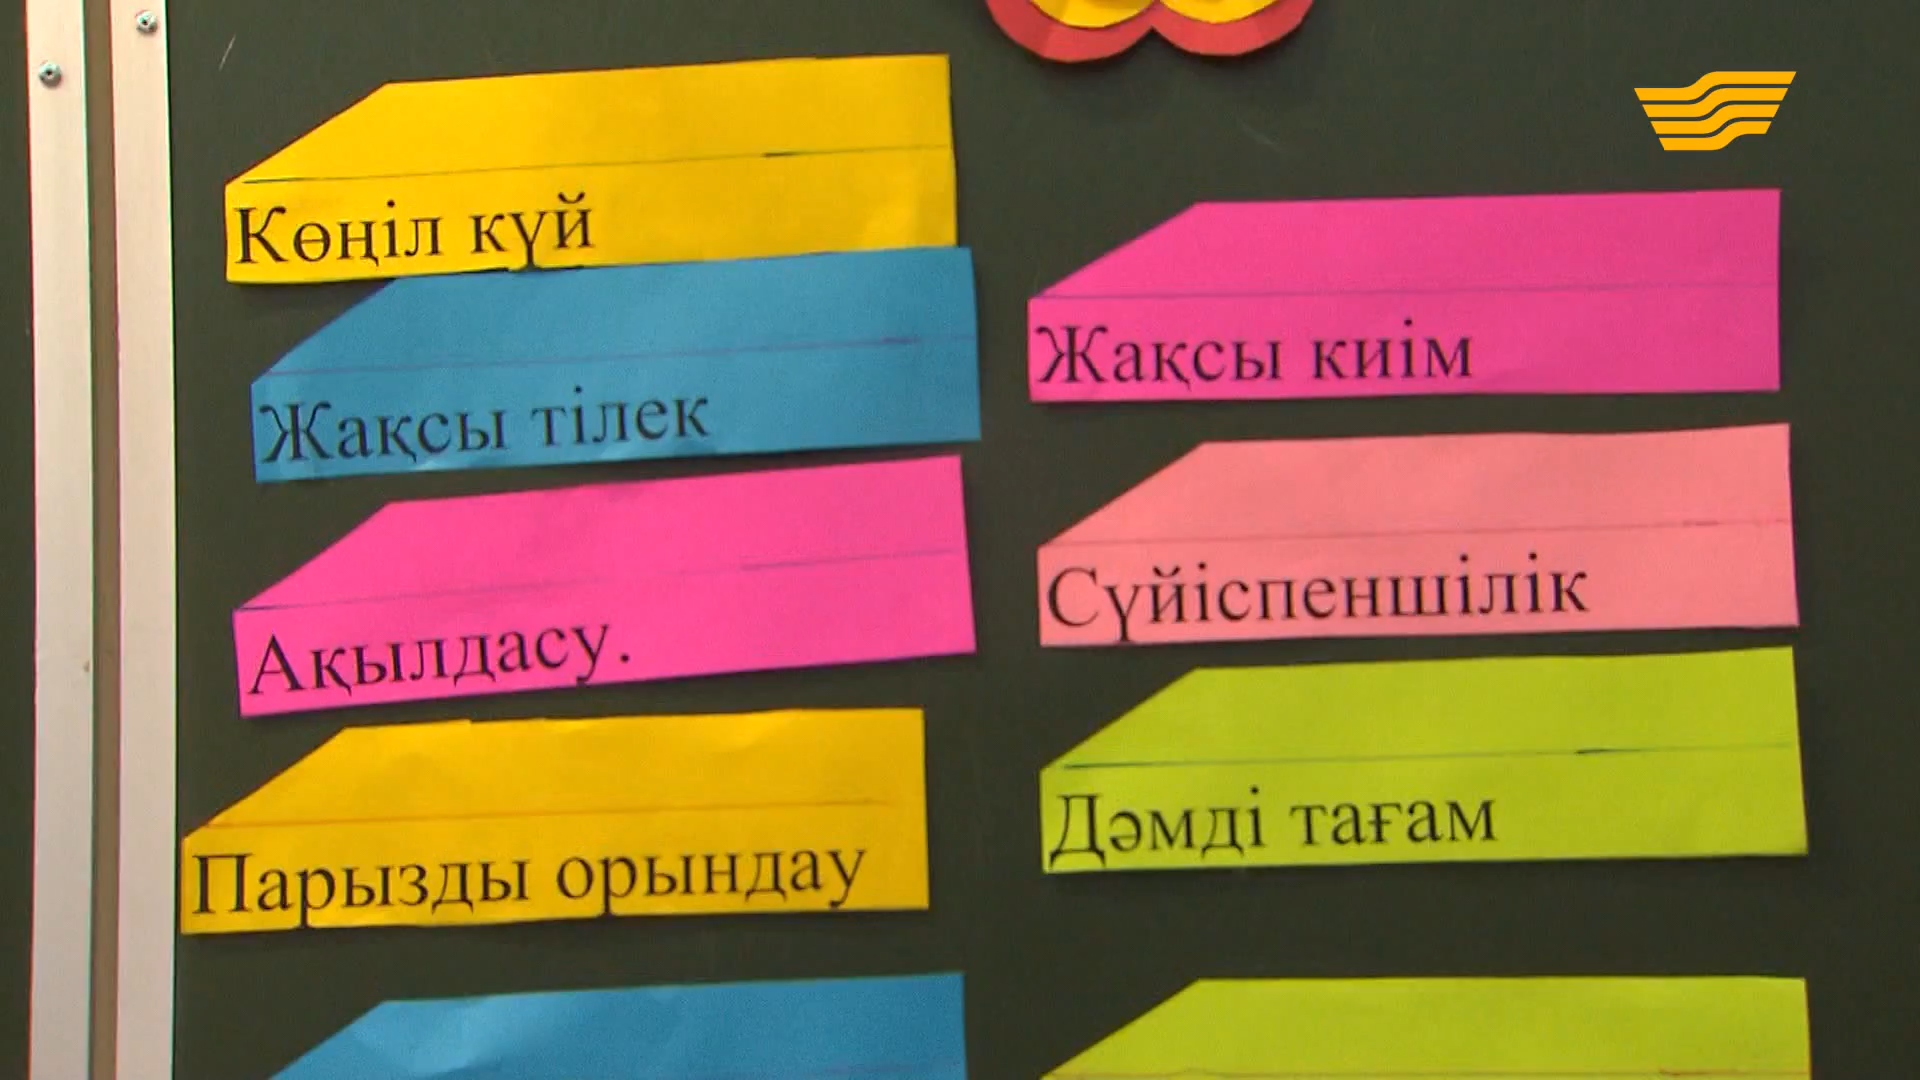 Көңіл күй
Жақсы тілек
Ақылдасу.
Парызды орындау
Жақсы киім
Сүйіспеншілік
Дәмді тағам